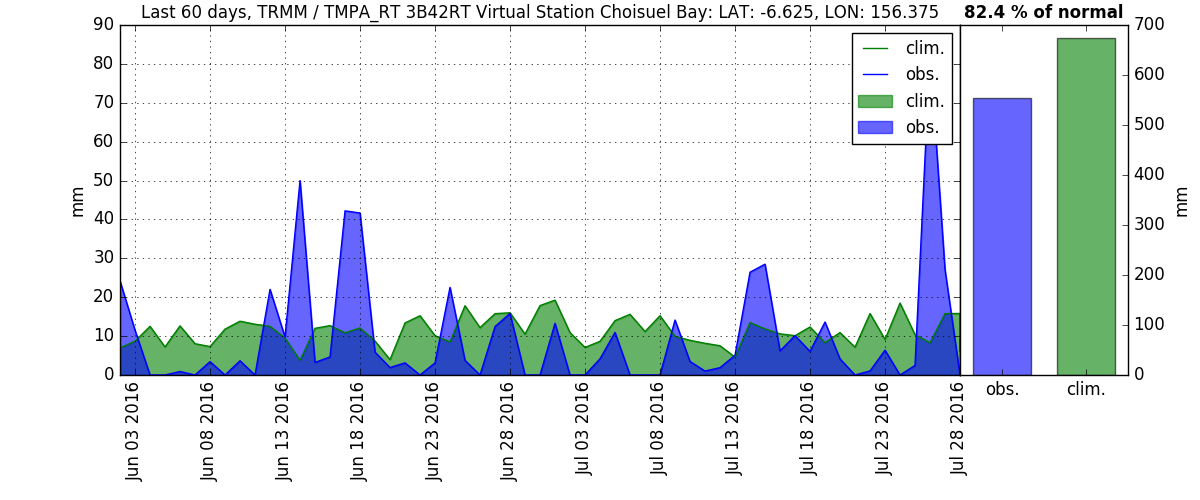 Last 60 days, TRMM / TMPA_RT 3B42RT Virtual Station Choisuel Bay: LAT: -6.625, LON: 156.375
82.4 % of normal
90
80
70
60
50
40
30
20
10
0
mm
clim.
obs.
clim.
obs.
Jun 03 2016
Jun 08 2016
Jun 13 2016
Jun 18 2016
Jun 23 2016
Jun 28 2016
Jul 03 2016
Jul 08 2016
Jul 13 2016
Jul 18 2016
Jul 23 2016
Jul 28 2016
obs.
clim.
700
600
500
400
300
200
100
0
mm